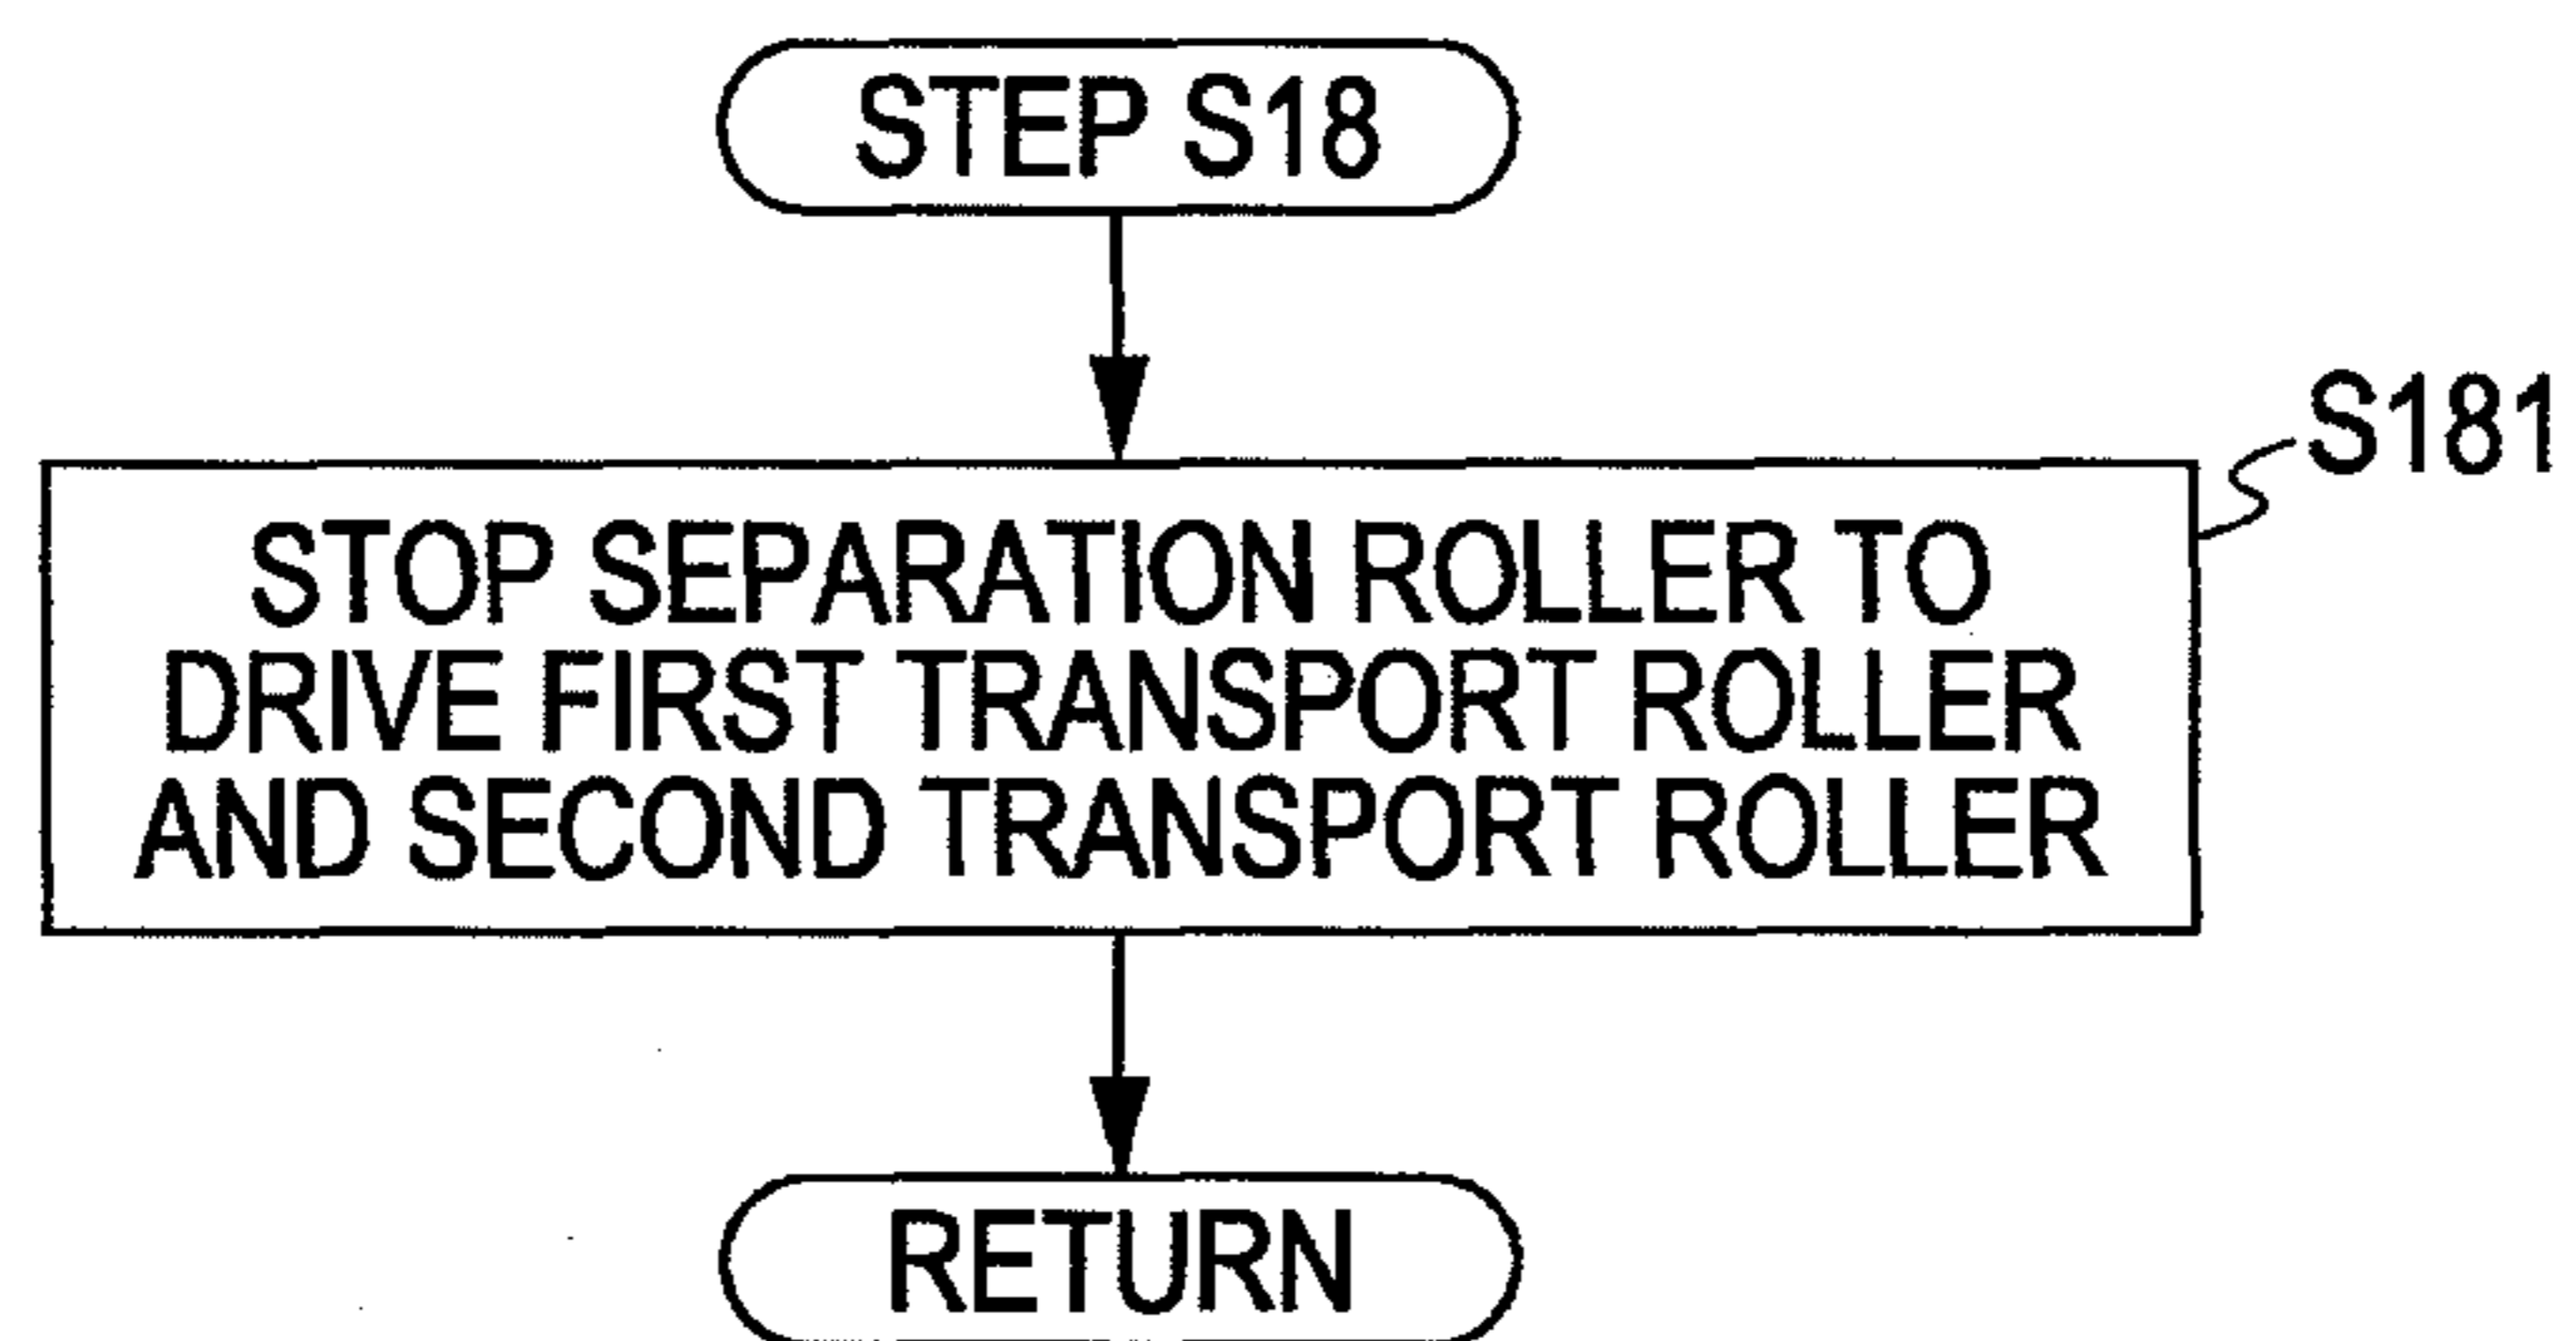 STEP S18
S181
STOP SEPARATION ROLLER TO
DRIVE FIRST TRANSPORT ROLLER
AND SECOND TRANSPORT ROLLER
RETURN